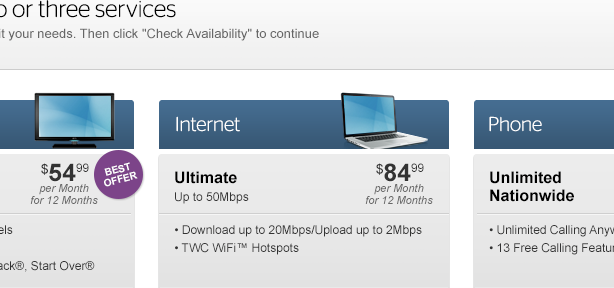 o or three services
it your needs. Then click "Check Availability" to continue
$54.99
per Month
for 12 Months
BEST
OFFER
els
ack®, Start Over®
Internet
Ultimate
Up to 50Mbps
$84.99
per Month
for 12 Months
• Download up to 20Mbps/Upload up to 2Mbps
• TWC WiFi™ Hotspots
Phone
Unlimited
Nationwide
• Unlimited Calling Anyw
• 13 Free Calling Featur